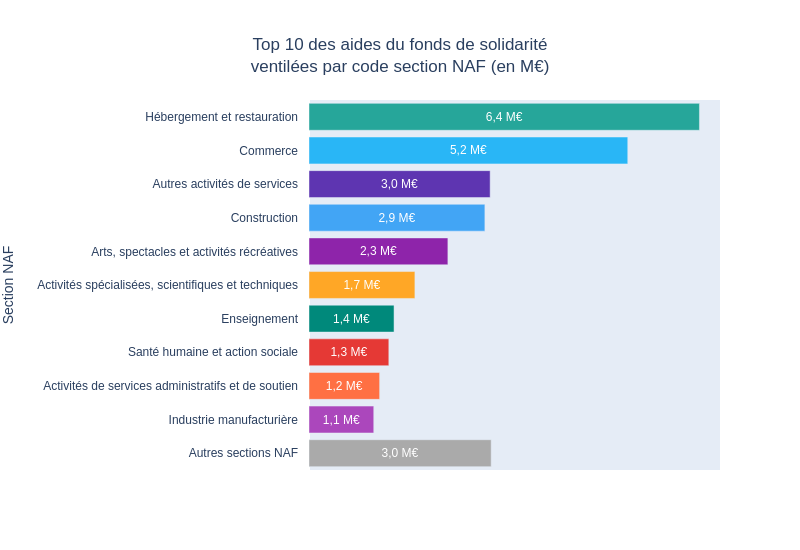 Top 10 des aides du fonds de solidarité
ventilées par code section NAF (en M€)
Section NAF
Hébergement et restauration 6,4 M€
Commerce 5,2 M€
Autres activités de services 3,0 M€
Construction 2,9 M€
Arts, spectacles et activités récréatives 2,3 M€
Activités spécialisées, scientifiques et techniques 1,7 M€
Enseignement 1,4 M€
Santé humaine et action sociale 1,3 M€
Activités de services administratifs et de soutien 1,2 M€
Industrie manufacturière 1,1 M€
Autres sections NAF 3,0 M€